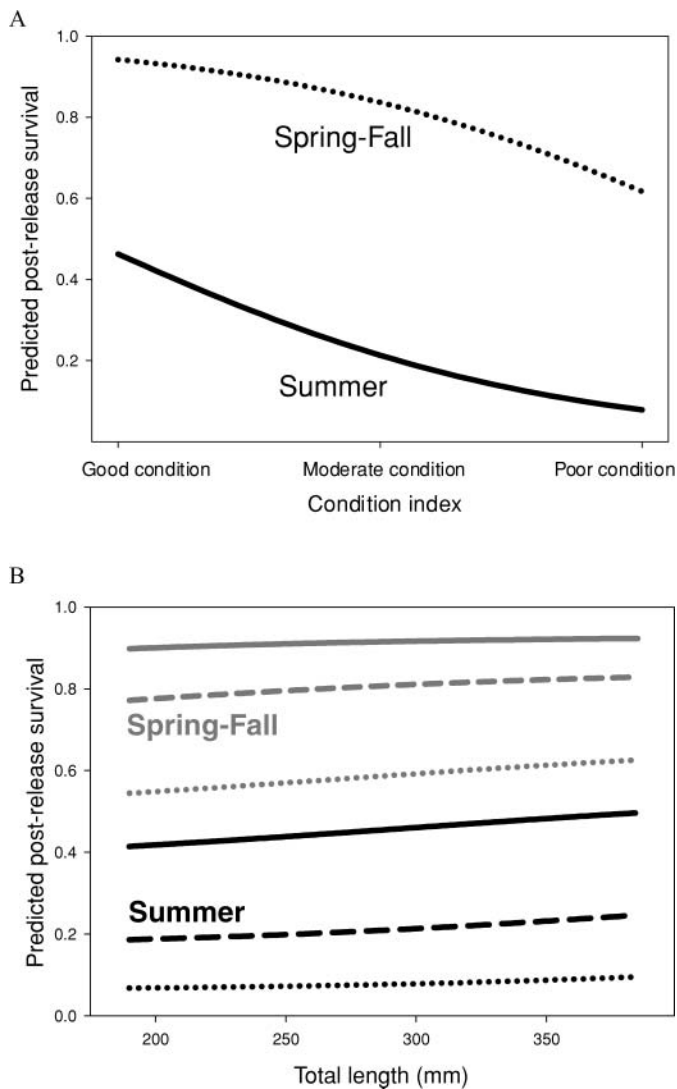 A
1.0
0.8
0.6
0.4
0.2
Predicted post-release survival
Spring-Fall
Summer
Good condition Moderate condition Poor condition
Condition index
B
1.0
0.8
0.6
0.4
0.2
0.0
Predicted post-release survival
Spring-Fall
Summer
200 250 300 350
Total length (mm)